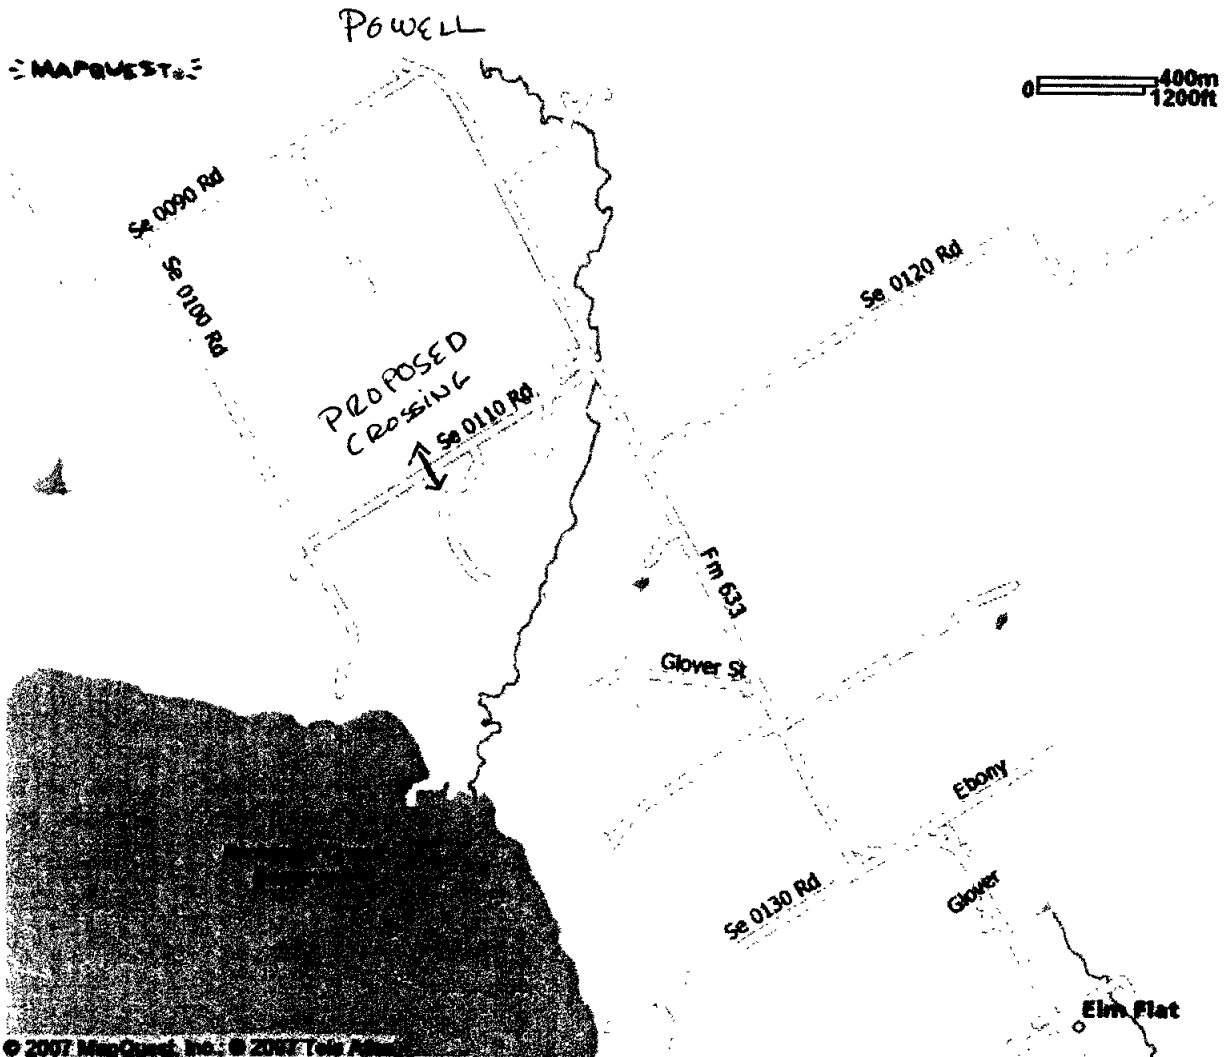 POWELL
MAPQUEST
0
400m
1200ft
Se 0090 Rd
Se 0100 Rd
Se 0120 Rd
PROPOSED
CROSSING
Se 0110 Rd
Fm 633
Glover St
Ebony
Se 0130 Rd
Glover
Elm Flat
© 2007 MapQuest, Inc.; © 2007 Tele Atlas